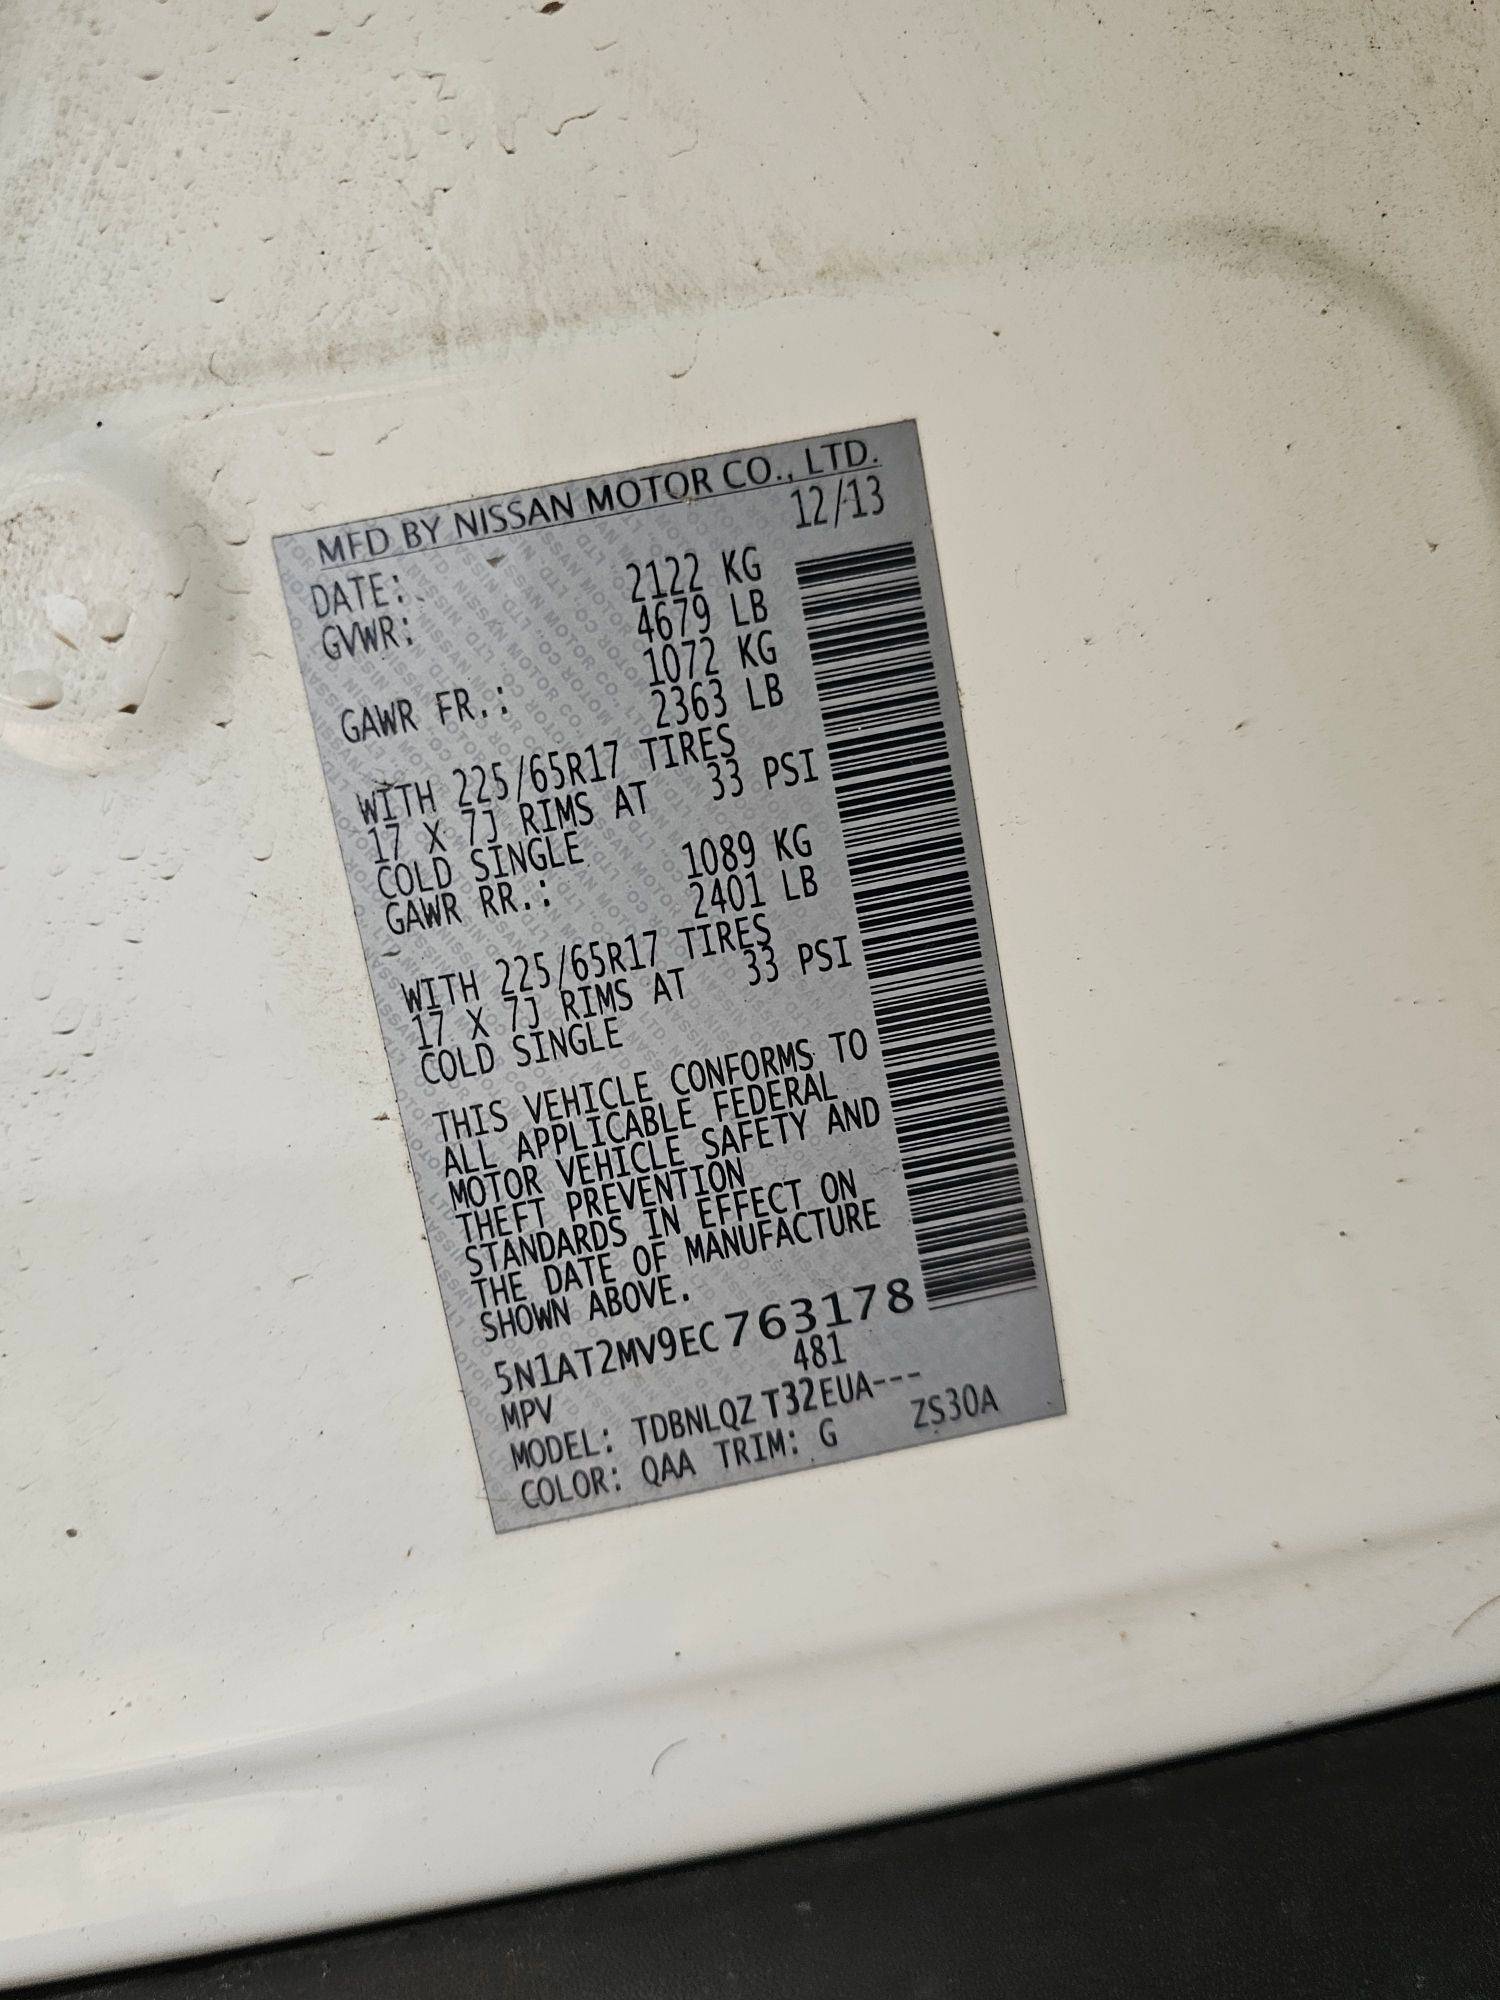 MFD BY NISSAN MOTOR CO., LTD.
DATE: 12/13
GVWR: 2122 KG
4679 LB
GAWR FR.: 1072 KG
2363 LB
WITH 225/65R17 TIRES
17 X 7J RIMS AT 33 PSI
COLD SINGLE
GAWR RR.: 1089 KG
2401 LB
WITH 225/65R17 TIRES
17 X 7J RIMS AT 33 PSI
COLD SINGLE
THIS VEHICLE CONFORMS TO
ALL APPLICABLE FEDERAL
MOTOR VEHICLE SAFETY AND
THEFT PREVENTION
STANDARDS IN EFFECT ON
THE DATE OF MANUFACTURE
SHOWN ABOVE.
5N1AT2MV9EC763178
MPV 481
MODEL: TDBNLQZ T32EUA---
COLOR: QAA TRIM: G ZS30A